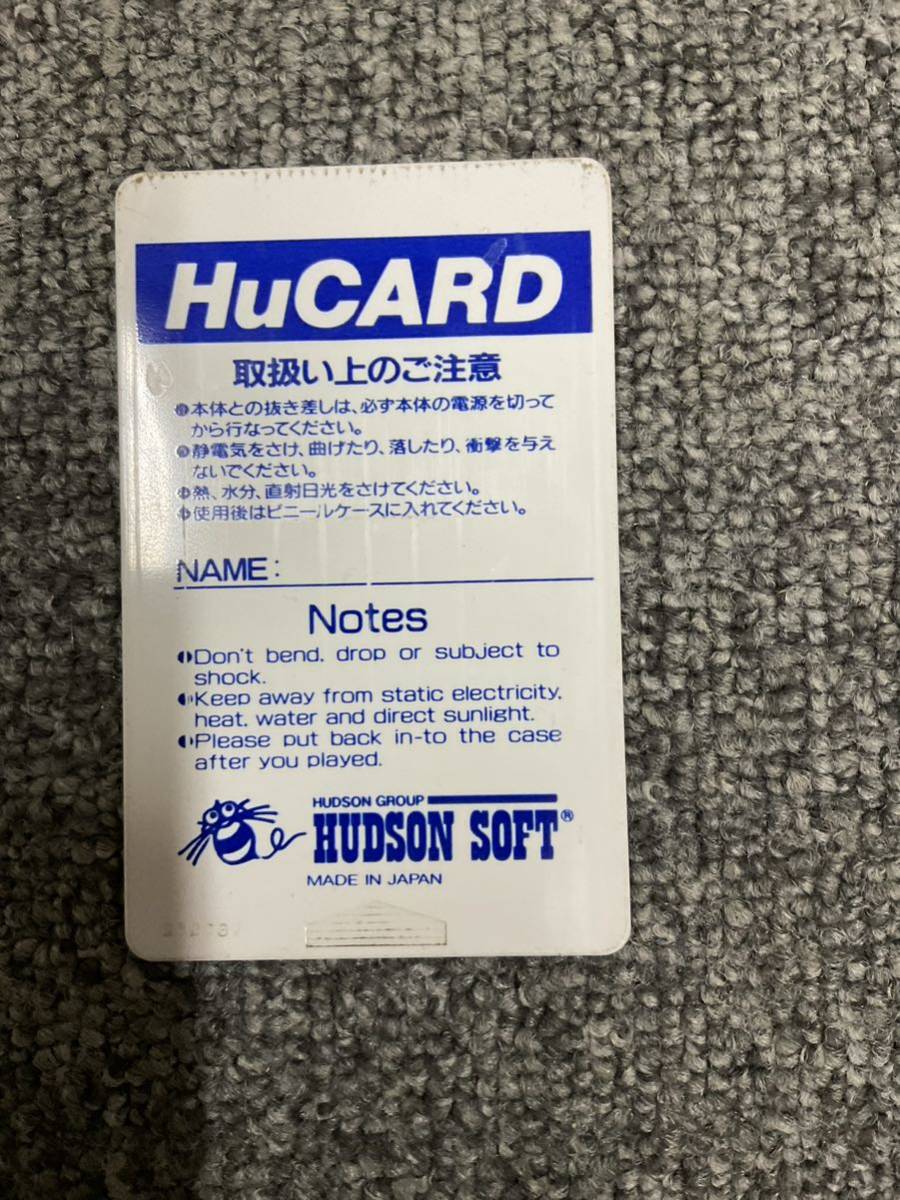 HuCARD
取扱い上のご注意
●本体との抜き差しは、必ず本体の電源を切って
から行なってください。
●静電気をさけ、曲げたり、落したり、衝撃を与え
ないでください。
●熱、水分、直射日光をさけてください。
●使用後はビニールケースに入れてください。
NAME:
Notes
●Don't bend, drop or subject to
shock.
●Keep away from static electricity,
heat, water and direct sunlight.
●Please put back in-to the case
after you played.
HUDSON GROUP
HUDSON SOFT®
MADE IN JAPAN